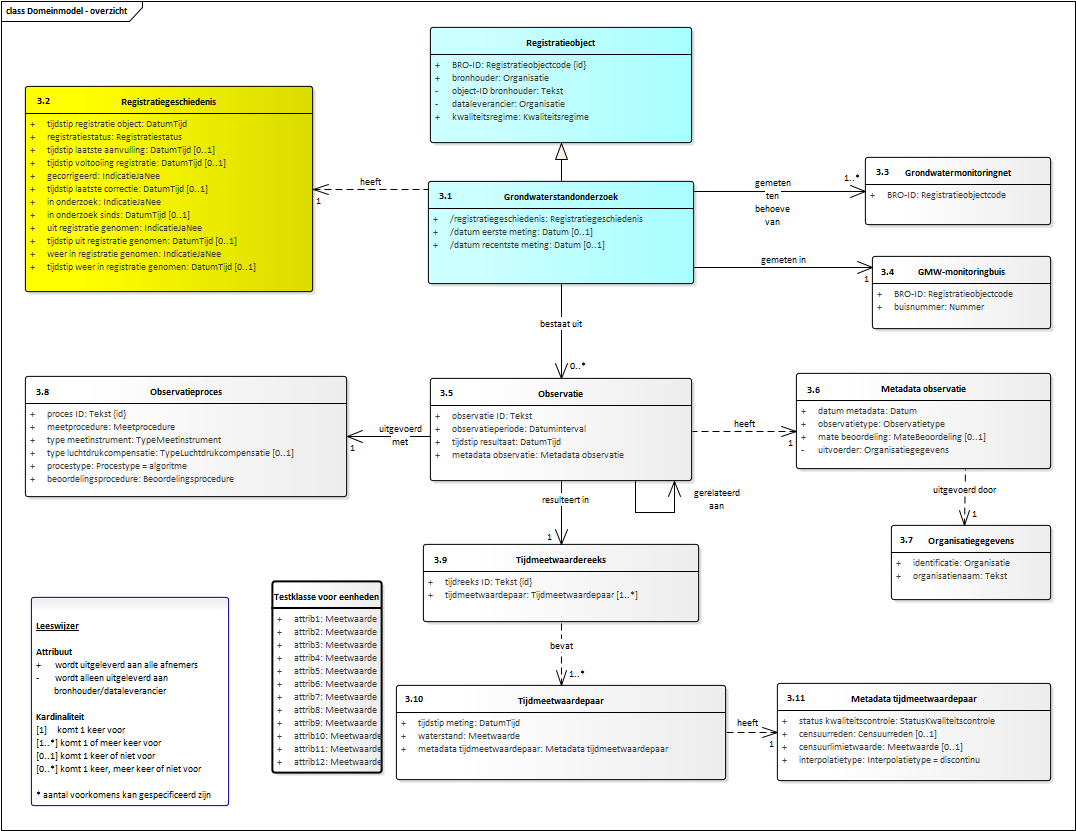 class Domeinmodel - overzicht
Registratieobject
+ BRO-ID: Registratieobjectcode {id}
+ bronhouder: Organisatie
- object-ID bronhouder: Tekst
- dataleverancier: Organisatie
+ kwaliteitsregime: Kwaliteitsregime
3.2 Registratiegeschiedenis
+ tijdstip registratie object: DatumTijd
+ registratiestatus: Registratiestatus
+ tijdstip laatste aanvulling: DatumTijd [0..1]
+ tijdstip voltooiing registratie: DatumTijd [0..1]
+ gecorrigeerd: IndicatieJaNee
+ tijdstip laatste correctie: DatumTijd [0..1]
+ in onderzoek: IndicatieJaNee
+ in onderzoek sinds: DatumTijd [0..1]
+ uit registratie genomen: IndicatieJaNee
+ tijdstip uit registratie genomen: DatumTijd [0..1]
+ weer in registratie genomen: IndicatieJaNee
+ tijdstip weer in registratie genomen: DatumTijd [0..1]
heeft
1
3.1 Grondwaterstandonderzoek
+ /registratiegeschiedenis: Registratiegeschiedenis
+ /datum eerste meting: Datum [0..1]
+ /datum recentste meting: Datum [0..1]
gemeten
ten
behoeve
van
1..*
3.3 Grondwatermonitoringnet
+ BRO-ID: Registratieobjectcode
gemeten in
1
3.4 GMW-monitoringbuis
+ BRO-ID: Registratieobjectcode
+ buisnummer: Nummer
bestaat uit
0..*
3.8 Observatieproces
+ proces ID: Tekst {id}
+ meetprocedure: Meetprocedure
+ type meetinstrument: TypeMeetinstrument
+ type luchtdrukcompensatie: TypeLuchtdrukcompensatie [0..1]
+ procestype: Procestype = algoritme
+ beoordelingsprocedure: Beoordelingsprocedure
uitgevoerd
met
1
3.5 Observatie
+ observatie ID: Tekst
+ observatieperiode: Datuminterval
+ tijdstip resultaat: DatumTijd
+ metadata observatie: Metadata observatie
heeft
1
3.6 Metadata observatie
+ datum metadata: Datum
+ observatietype: Observatietype
+ mate beoordeling: MateBeoordeling [0..1]
- uitvoerder: Organisatiegegevens
uitgevoerd door
1
gerelateerd
aan
resulteert in
1
3.7 Organisatiegegevens
+ identificatie: Organisatie
+ organisatienaam: Tekst
3.9 Tijdmeetwaardereeks
+ tijdreeks ID: Tekst {id}
+ tijdmeetwaardepaar: Tijdmeetwaardepaar [1..*]
bevat
1..*
Testklasse voor eenheden
+ attrib1: Meetwaarde
+ attrib2: Meetwaarde
+ attrib3: Meetwaarde
+ attrib4: Meetwaarde
+ attrib5: Meetwaarde
+ attrib6: Meetwaarde
+ attrib7: Meetwaarde
+ attrib8: Meetwaarde
+ attrib9: Meetwaarde
+ attrib10: Meetwaarde
+ attrib11: Meetwaarde
+ attrib12: Meetwaarde
Leeswijzer
Attribuut
+ wordt uitgeleverd aan alle afnemers
- wordt alleen uitgeleverd aan
bronhouder/dataleverancier
Kardinaliteit
[1] komt 1 keer voor
[1..*] komt 1 of meer keer voor
[0..1] komt 1 keer of niet voor
[0..*] komt 1 keer, meer keer of niet voor
* aantal voorkomens kan gespecificeerd zijn
3.10 Tijdmeetwaardepaar
+ tijdstip meting: DatumTijd
+ waterstand: Meetwaarde
+ metadata tijdmeetwaardepaar: Metadata tijdmeetwaardepaar
heeft
1
3.11 Metadata tijdmeetwaardepaar
+ status kwaliteitscontrole: StatusKwaliteitscontrole
+ censuurreden: Censuurreden [0..1]
+ censuurlimietwaarde: Meetwaarde [0..1]
+ interpolatietype: Interpolatietype = discontinu